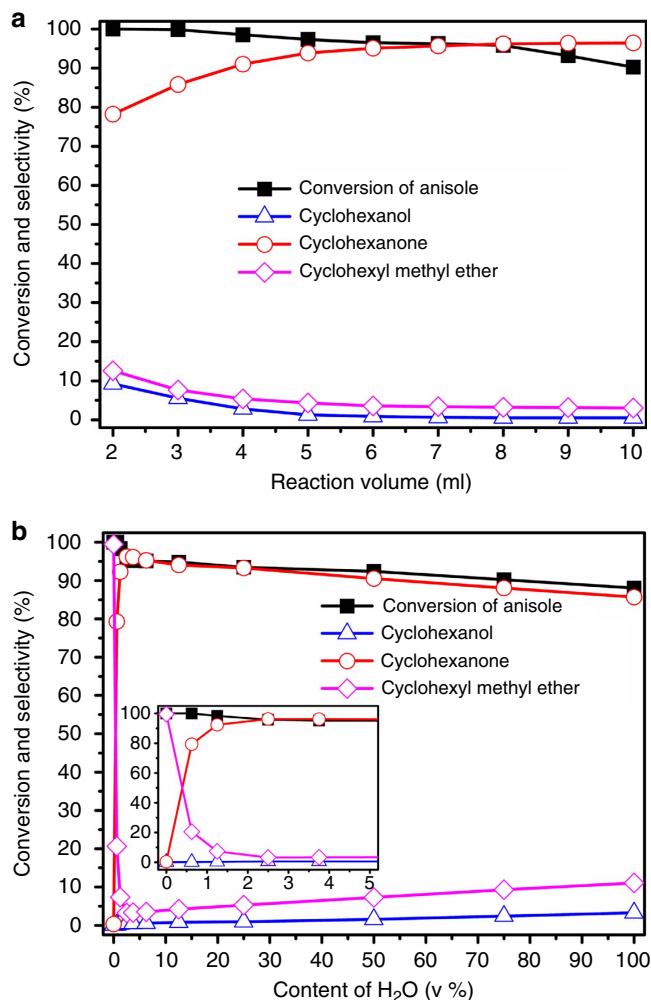 a
Conversion and selectivity (%)
100
90
80
70
60
50
40
30
20
10
0
Conversion of anisole
Cyclohexanol
Cyclohexanone
Cyclohexyl methyl ether
2 3 4 5 6 7 8 9 10
Reaction volume (ml)
b
Conversion and selectivity (%)
100
90
80
70
60
50
40
30
20
10
0
Conversion of anisole
Cyclohexanol
Cyclohexanone
Cyclohexyl methyl ether
100
80
60
40
20
0
0 1 2 3 4 5
0 10 20 30 40 50 60 70 80 90 100
Content of H₂O (v %)